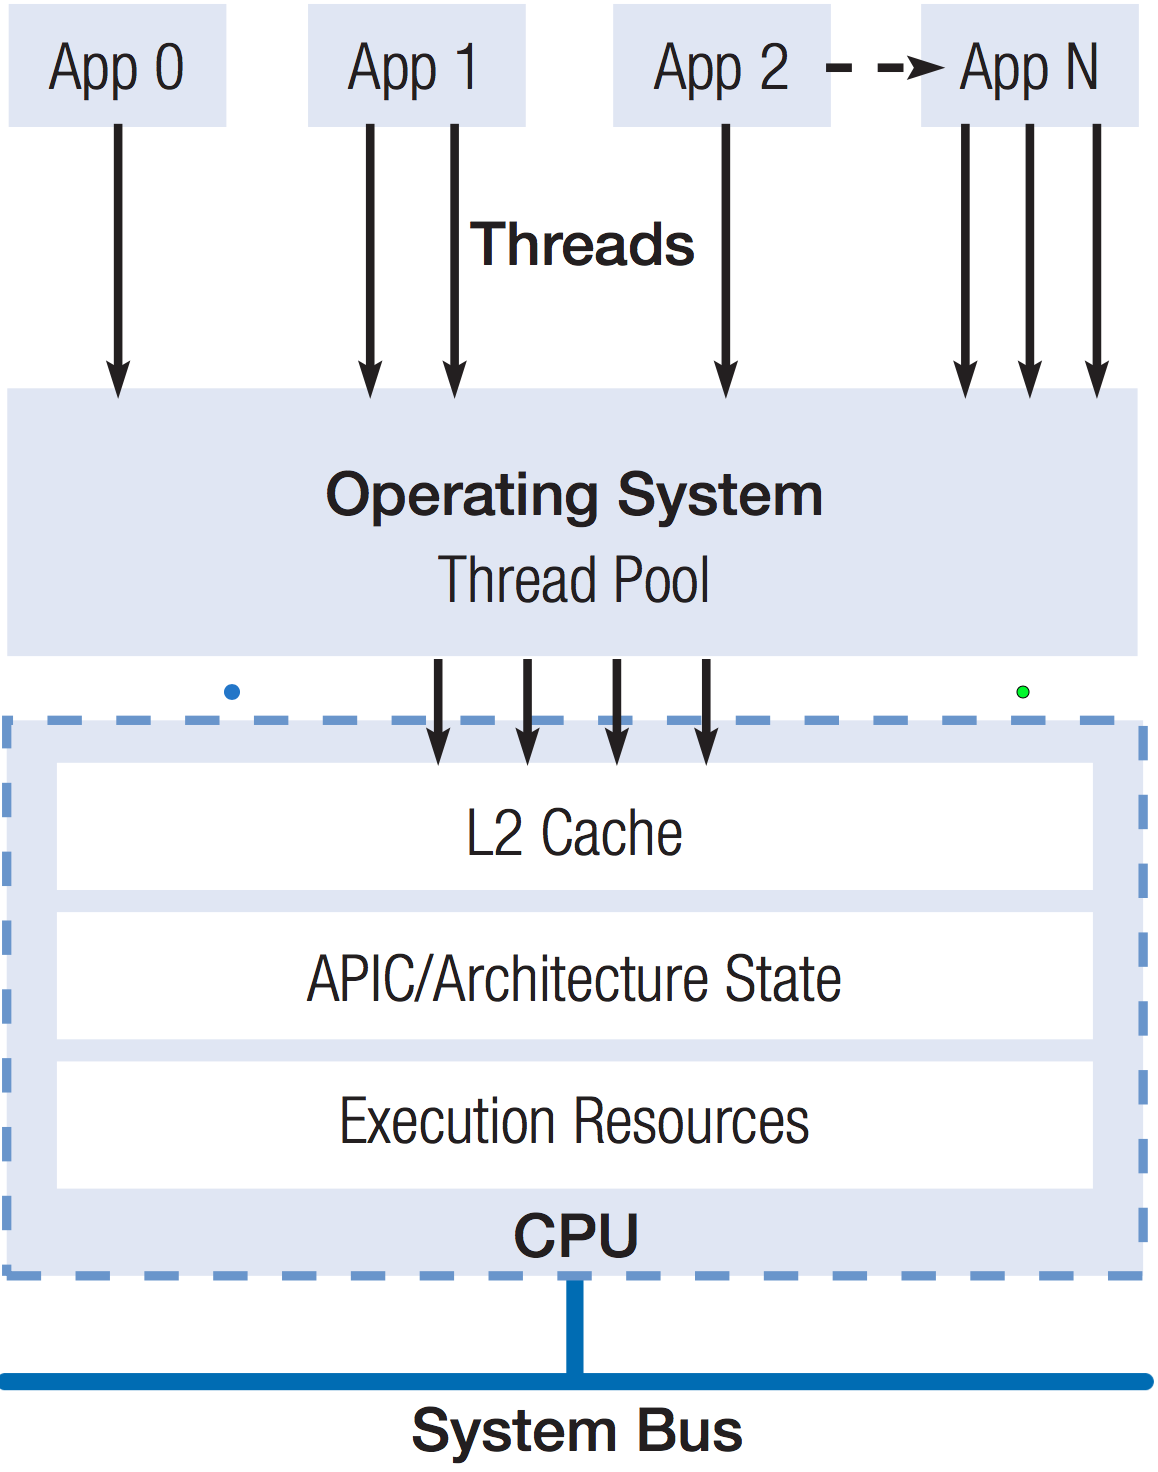 App 0
App 1
App 2
App N
Threads
Operating System
Thread Pool
L2 Cache
APIC/Architecture State
Execution Resources
CPU
System Bus